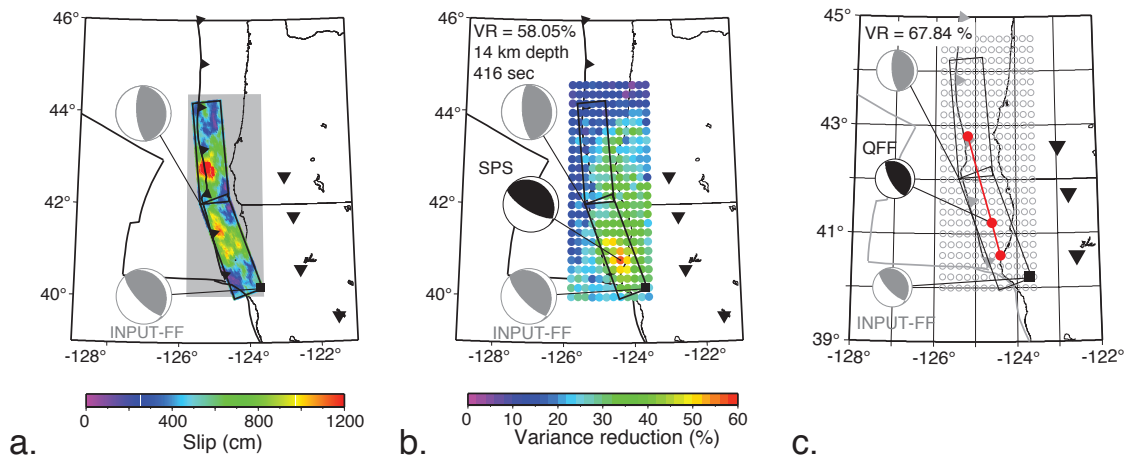 46°
44°
42°
40°
-128°
-126°
-124°
-122°
INPUT-FF
0
400
800
1200
Slip (cm)
a.
46°
44°
42°
40°
VR = 58.05%
14 km depth
416 sec
SPS
INPUT-FF
-128°
-126°
-124°
-122°
0
10
20
30
40
50
60
Variance reduction (%)
b.
45°
43°
41°
39°
VR = 67.84 %
QFF
INPUT-FF
-128°
-126°
-124°
-122°
c.